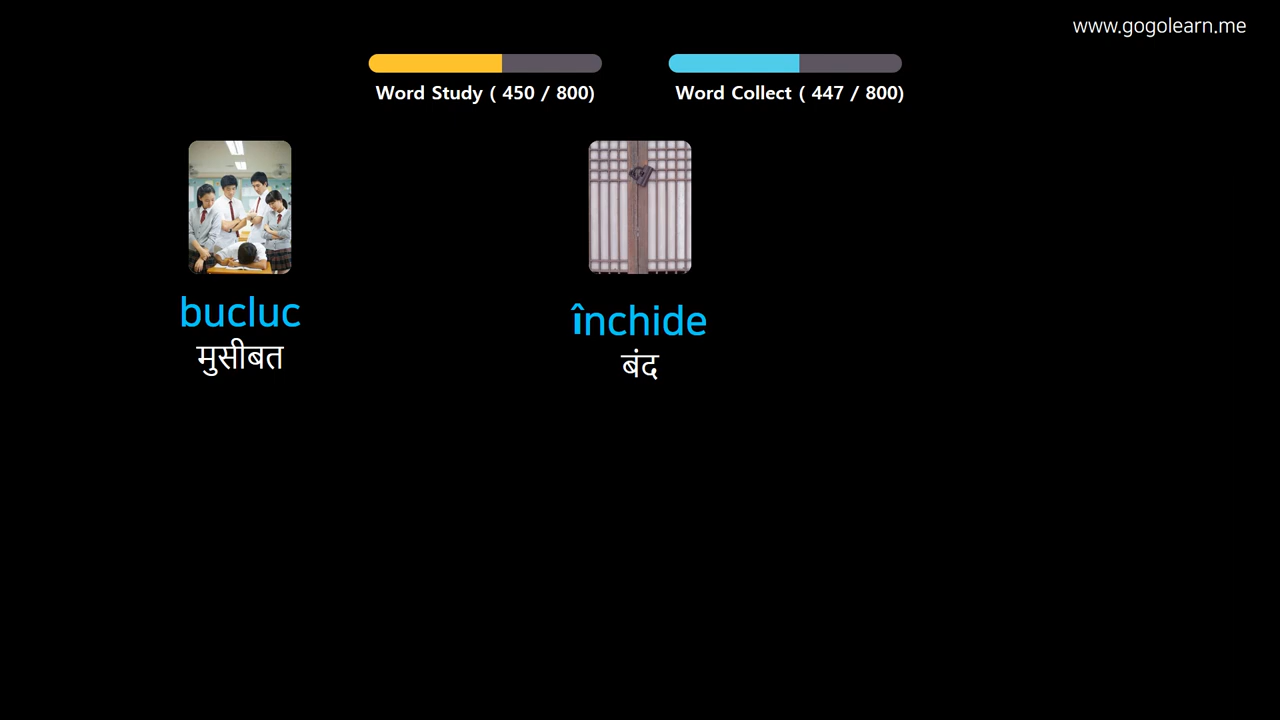 www.gogolearn.me
Word Study ( 450 / 800)
Word Collect ( 447 / 800)
bucluc
मुसीबत
închide
बंद